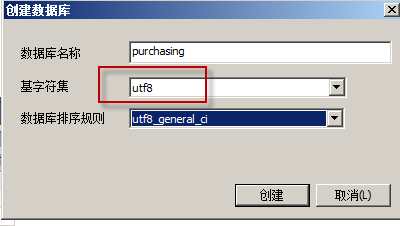 创建数据库
数据库名称 purchasing
基字符集 utf8
数据库排序规则 utf8_general_ci
创建 取消(L)